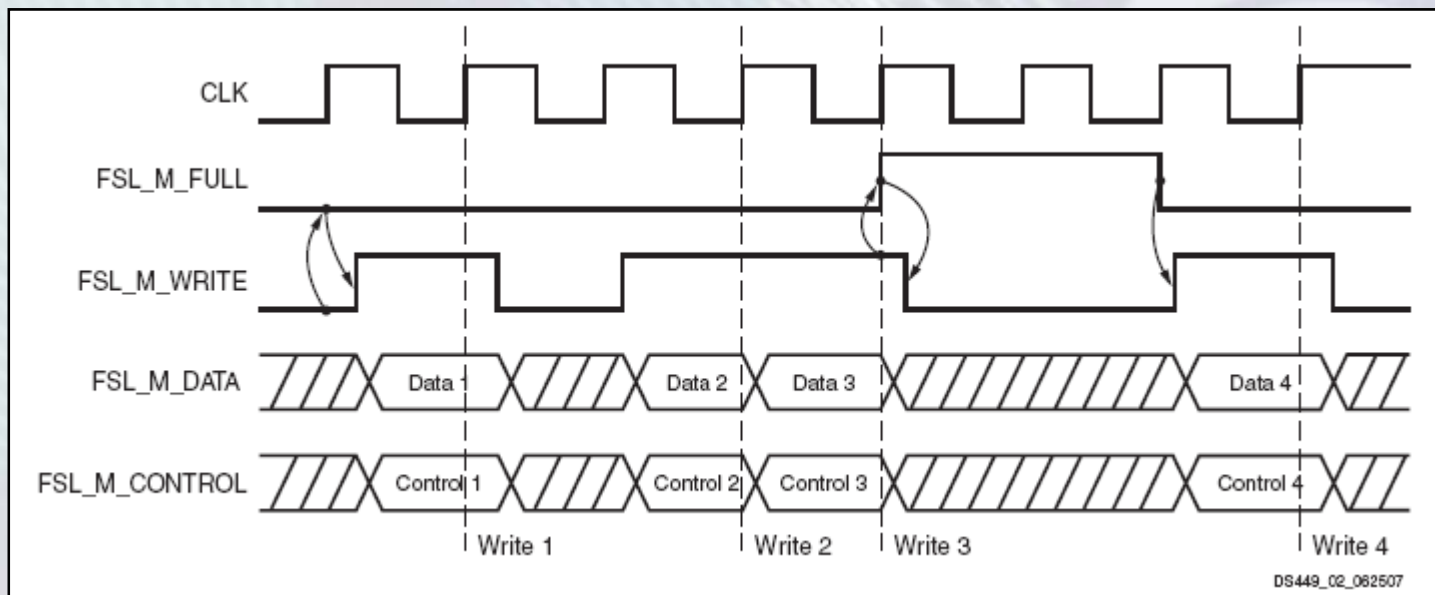 CLK
FSL_M_FULL
FSL_M_WRITE
FSL_M_DATA Data 1 Data 2 Data 3 Data 4
FSL_M_CONTROL Control 1 Control 2 Control 3 Control 4
Write 1 Write 2 Write 3 Write 4
DS449_02_062507